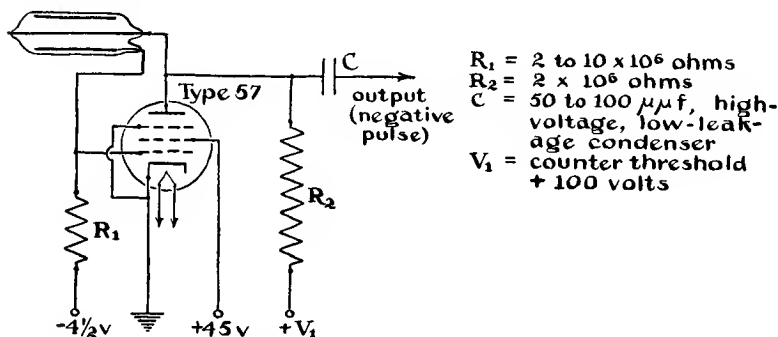 C
Type 57
output
(negative
pulse)
R₁
R₂
-4½v
+45v
+V₁
R₁ = 2 to 10 x 10⁶ ohms
R₂ = 2 x 10⁶ ohms
C = 50 to 100 μμf, high-
voltage, low-leak-
age condenser
V₁ = counter threshold
+ 100 volts